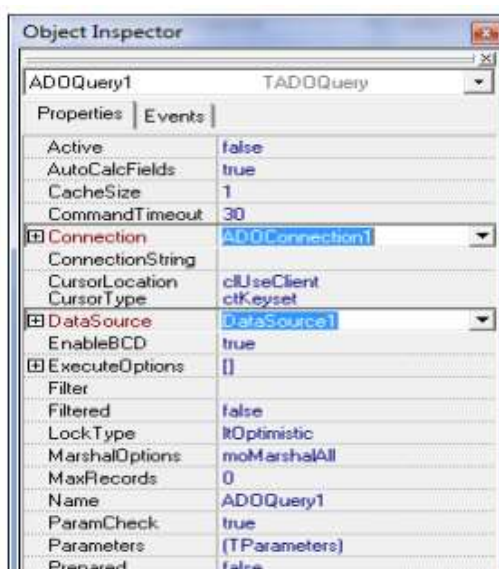 Object Inspector
ADOQuery1 TADOQuery
Properties Events
Active false
AutoCalcFields true
CacheSize 1
CommandTimeout 30
Connection ADOConnection1
ConnectionString
CursorLocation clUseClient
CursorType ctKeyset
DataSource DataSource1
EnableBCD true
ExecuteOptions []
Filter
Filtered false
LockType ltOptimistic
MarshalOptions moMarshalAll
MaxRecords 0
Name ADOQuery1
ParamCheck true
Parameters (TParameters)
Prepared false